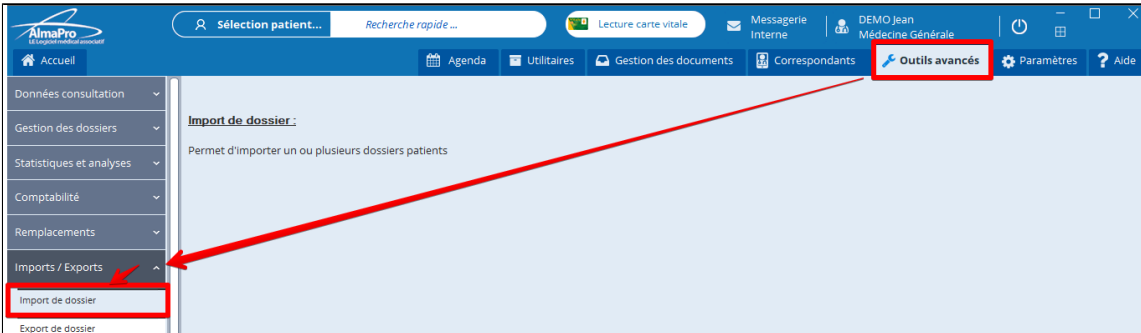 AlmaPro
LE Logiciel médical associatif
Sélection patient...
Recherche rapide ...
Lecture carte vitale
Messagerie
Interne
DEMO Jean
Médecine Générale
Accueil
Agenda
Utilitaires
Gestion des documents
Correspondants
Outils avancés
Paramètres
? Aide
Données consultation
Gestion des dossiers
Statistiques et analyses
Comptabilité
Remplacements
Imports / Exports
Import de dossier
Export de dossier
Import de dossier :
Permet d'importer un ou plusieurs dossiers patients